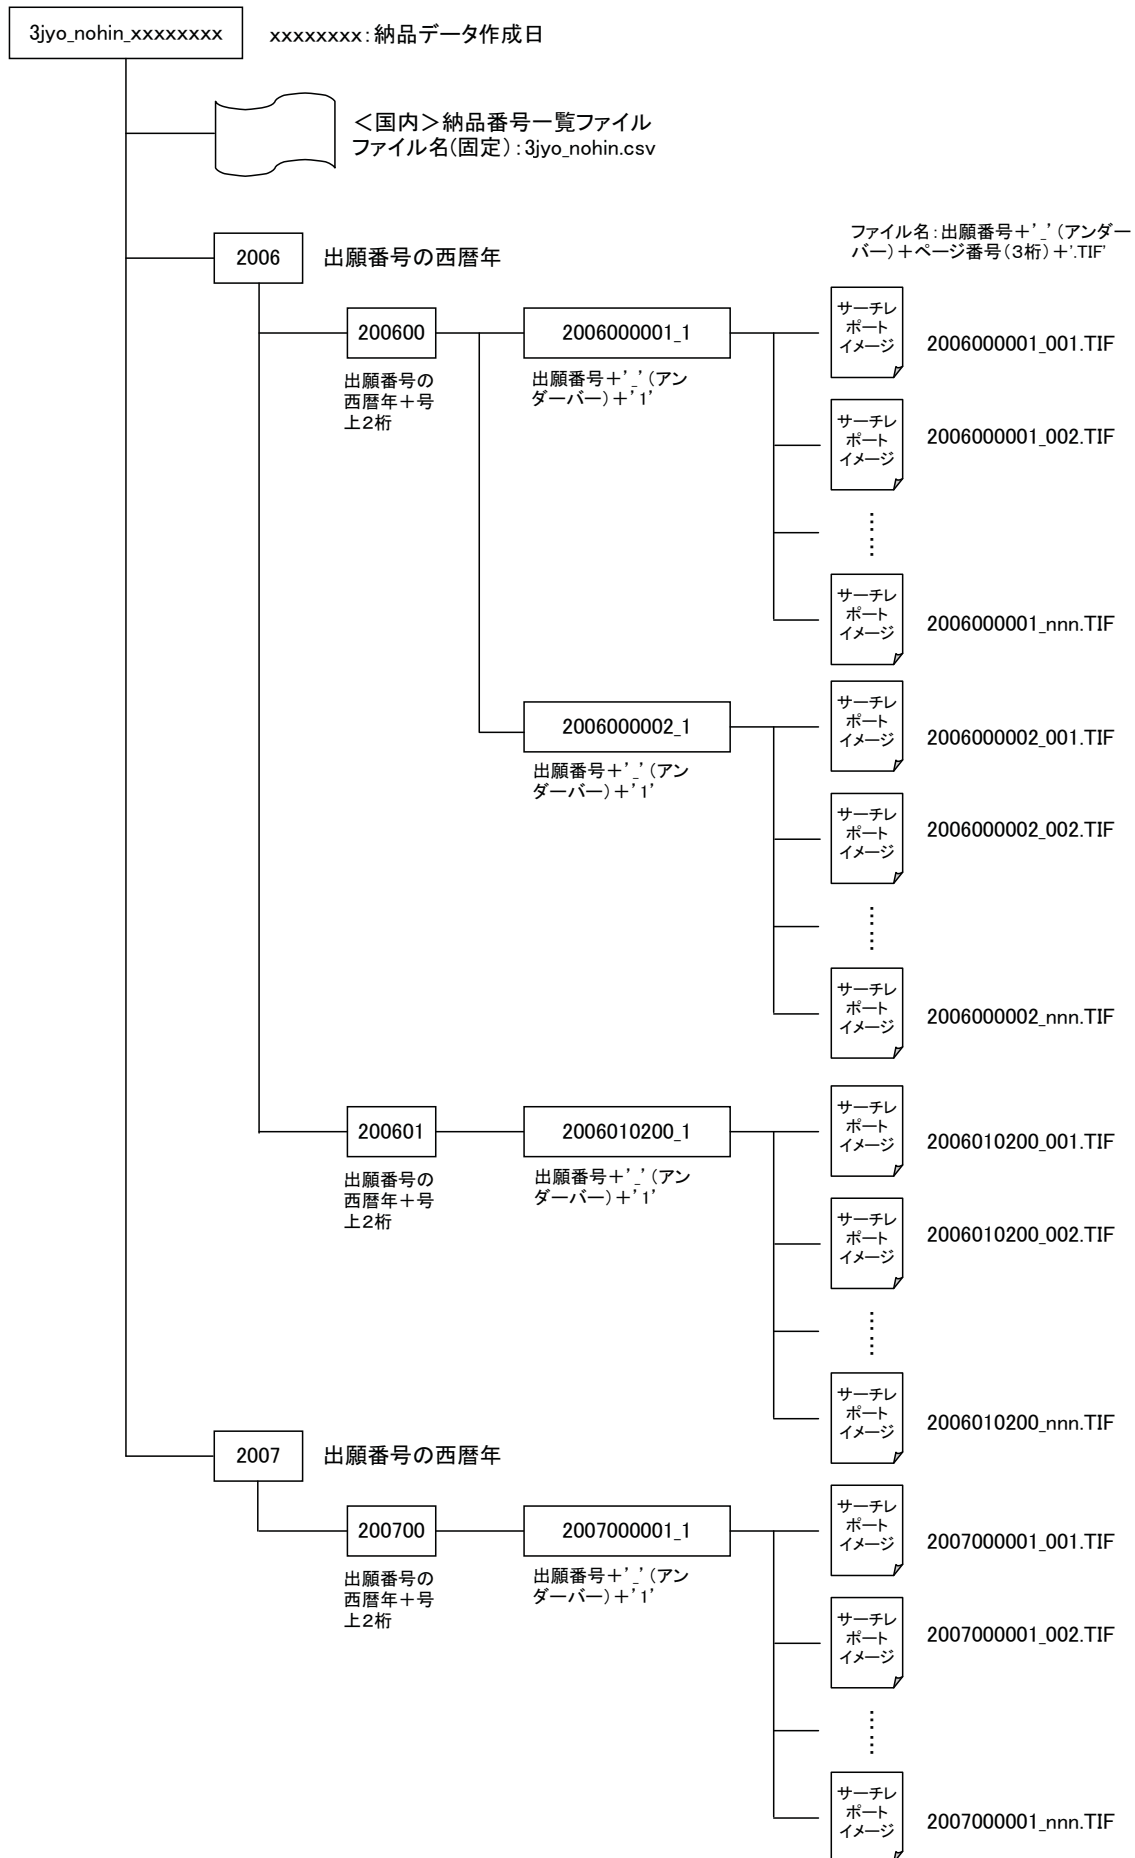 3jyo_nohin_xxxxxxxx
xxxxxxxx：納品データ作成日
＜国内＞納品番号一覧ファイル
ファイル名（固定）：3jyo_nohin.csv
ファイル名：出願番号＋'_'（アンダー
バー）＋ページ番号（３桁）＋'.TIF'
2006
出願番号の西暦年
200600
出願番号の
西暦年＋号
上２桁
2006000001_1
出願番号＋'_'（アン
ダーバー）＋'1'
サーチレ
ポート
イメージ
2006000001_001.TIF
サーチレ
ポート
イメージ
2006000001_002.TIF
サーチレ
ポート
イメージ
2006000001_nnn.TIF
2006000002_1
出願番号＋'_'（アン
ダーバー）＋'1'
サーチレ
ポート
イメージ
2006000002_001.TIF
サーチレ
ポート
イメージ
2006000002_002.TIF
サーチレ
ポート
イメージ
2006000002_nnn.TIF
200601
出願番号の
西暦年＋号
上２桁
2006010200_1
出願番号＋'_'（アン
ダーバー）＋'1'
サーチレ
ポート
イメージ
2006010200_001.TIF
サーチレ
ポート
イメージ
2006010200_002.TIF
サーチレ
ポート
イメージ
2006010200_nnn.TIF
2007
出願番号の西暦年
200700
出願番号の
西暦年＋号
上２桁
2007000001_1
出願番号＋'_'（アン
ダーバー）＋'1'
サーチレ
ポート
イメージ
2007000001_001.TIF
サーチレ
ポート
イメージ
2007000001_002.TIF
サーチレ
ポート
イメージ
2007000001_nnn.TIF